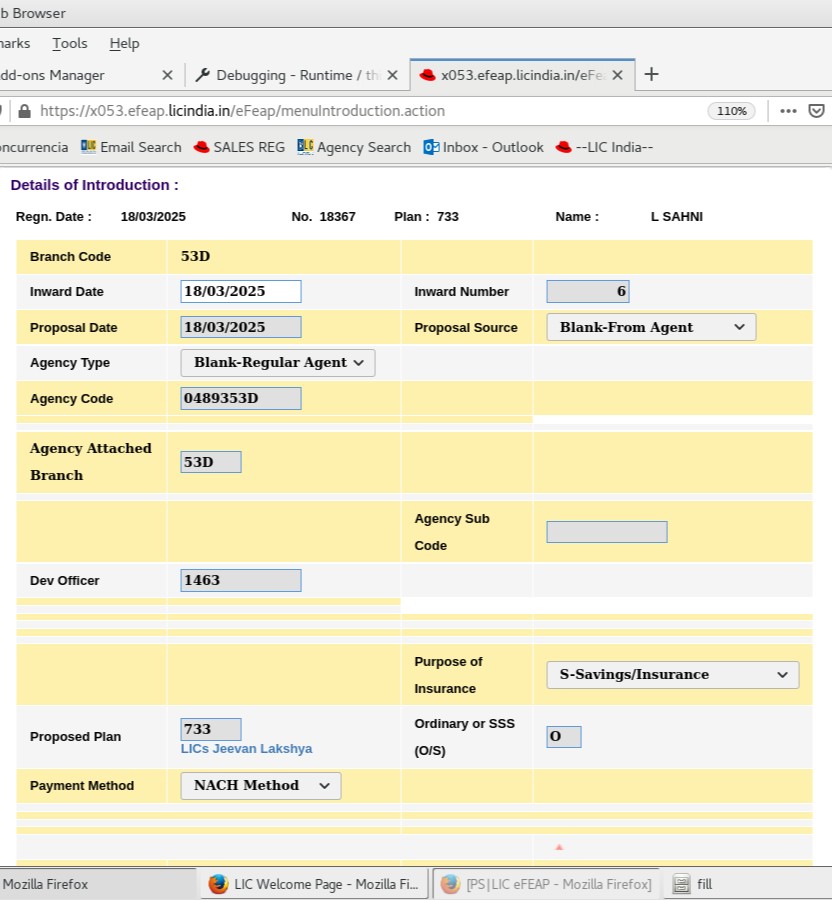 b Browser
narks Tools Help
dd-ons Manager × Debugging - Runtime / th × x053.efeap.licindia.in/eFea × +
https://x053.efeap.licindia.in/eFeap/menuIntroduction.action 110% •••
oncurrencia Email Search SALES REG Agency Search Inbox - Outlook --LIC India--
Details of Introduction :
Regn. Date : 18/03/2025 No. 18367 Plan : 733 Name : L SAHNI
Branch Code 53D
Inward Date 18/03/2025 Inward Number 6
Proposal Date 18/03/2025 Proposal Source Blank-From Agent
Agency Type Blank-Regular Agent
Agency Code 0489353D
Agency Attached
Branch 53D
Agency Sub
Code
Dev Officer 1463
Purpose of
Insurance S-Savings/Insurance
Proposed Plan 733 Ordinary or SSS
LICs Jeevan Lakshya (O/S) O
Payment Method NACH Method
Mozilla Firefox LIC Welcome Page - Mozilla Fi... [PS|LIC eFEAP - Mozilla Firefox] fill